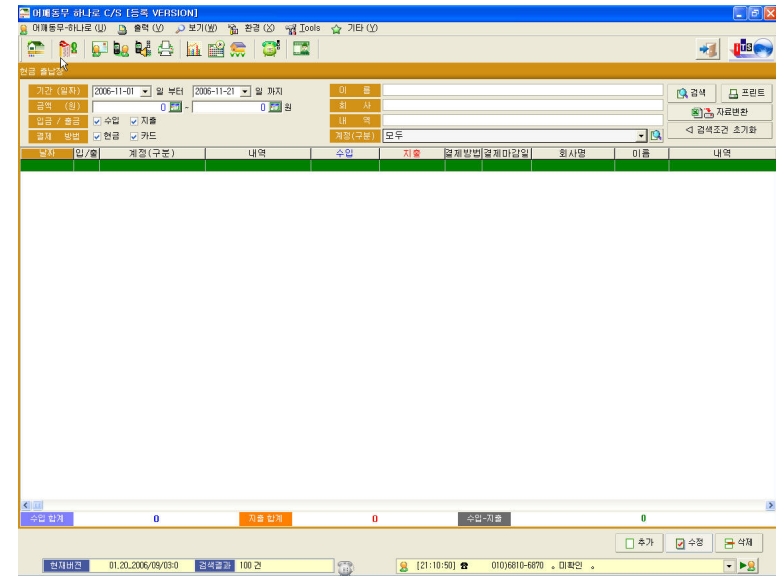 어깨동무 하나로 C/S [등록 VERSION]
어깨동무-하나로 (U) 출력 (V) 보기(W) 환경 (X) Tools 기타 (Y)
현금 출납장
기간 (일자) 2006-11-01 일 부터 2006-11-21 일 까지 이 름 검색 프린트
금액 (원) 0 - 0 원 회 사 자료변환
입금 / 출금 수입 지출 내 역
결제 방법 현금 카드 계정(구분) 모두 검색조건 초기화
날자 입/출 계정(구분) 내역 수입 지출 결제방법 결제마감일 회사명 이름 내역
수입 합계 0 지출 합계 0 수입-지출 0
추가 수정 삭제
현재버젼 01.20..2006/09/03:0 검색결과 100 건 [21:10:50] ☎ 010)6810-6870 。미확인 。